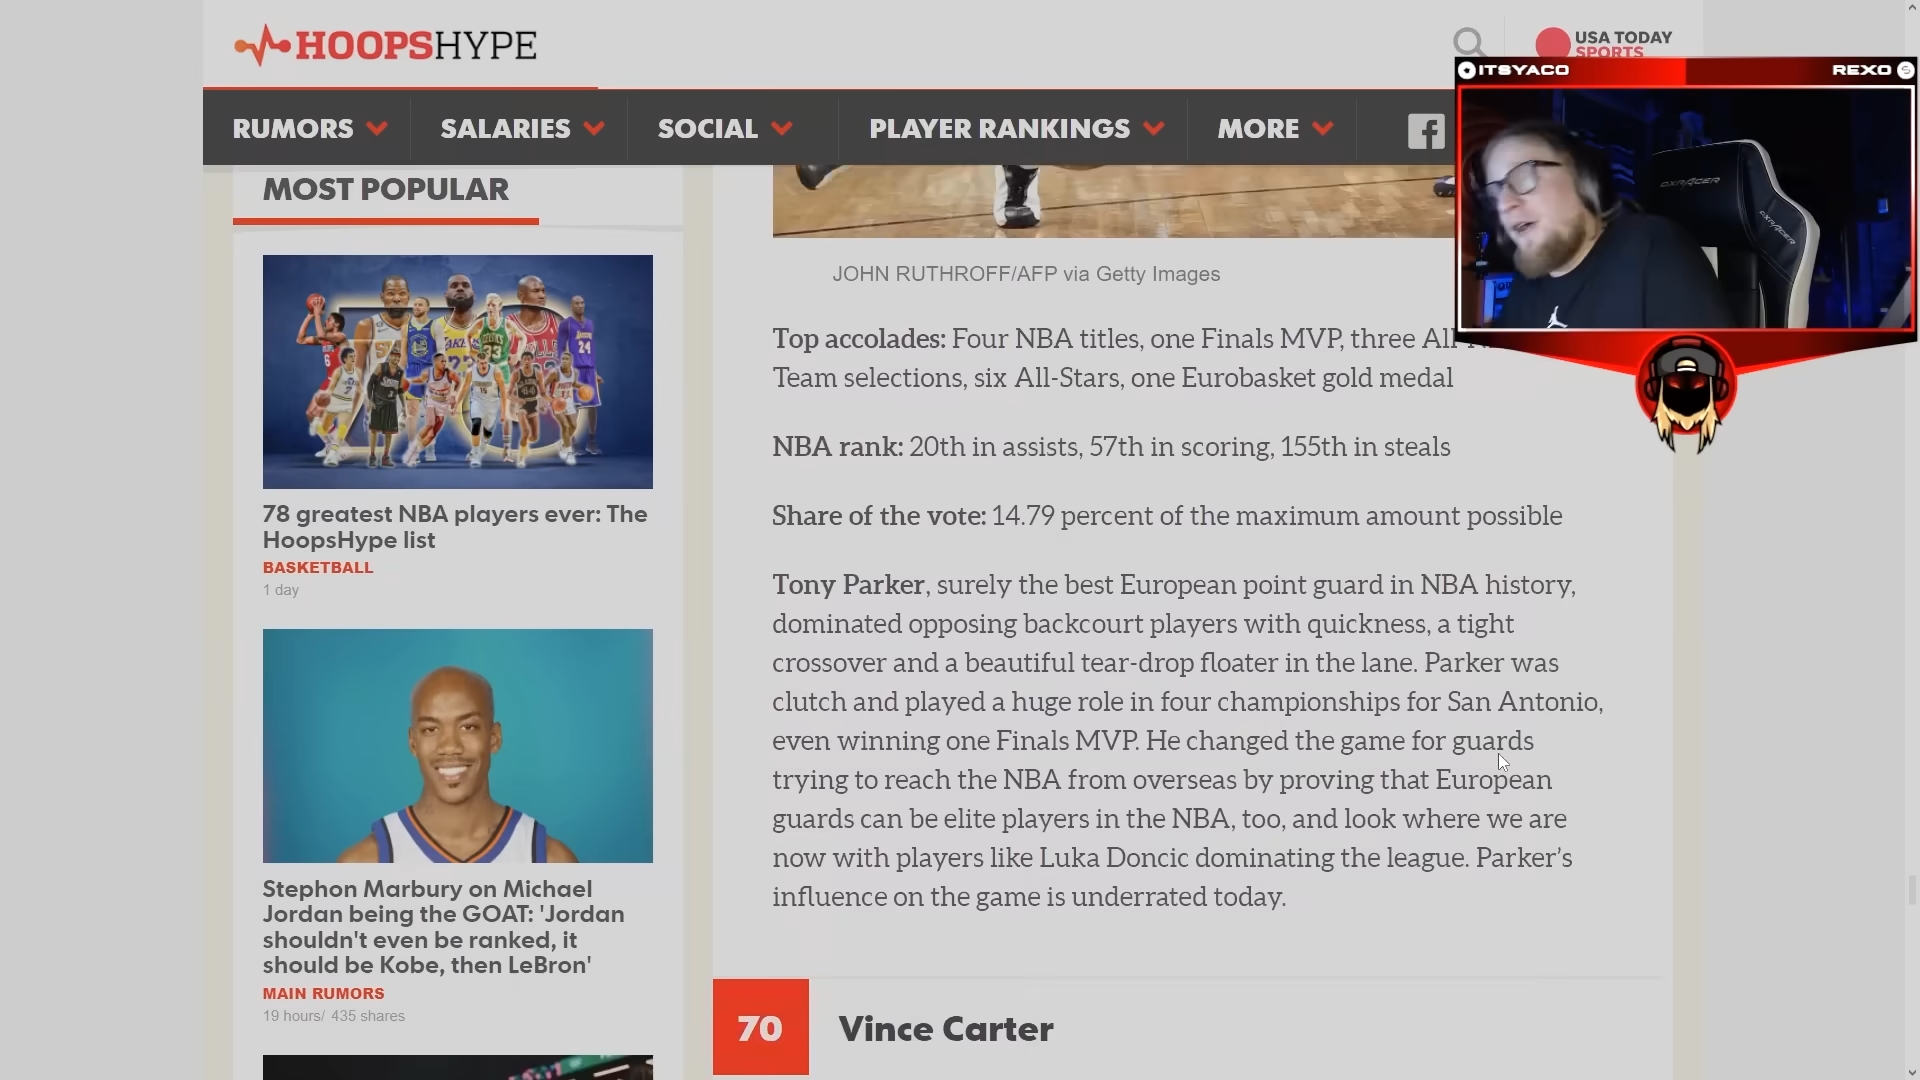 HOOPSHYPE
USA TODAY
SPORTS
ITSYACO
REXO
RUMORS
SALARIES
SOCIAL
PLAYER RANKINGS
MORE
MOST POPULAR
78 greatest NBA players ever: The
HoopsHype list
BASKETBALL
1 day
Stephon Marbury on Michael
Jordan being the GOAT: 'Jordan
shouldn't even be ranked, it
should be Kobe, then LeBron'
MAIN RUMORS
19 hours/ 435 shares
JOHN RUTHROFF/AFP via Getty Images
Top accolades: Four NBA titles, one Finals MVP, three All
Team selections, six All-Stars, one Eurobasket gold medal
NBA rank: 20th in assists, 57th in scoring, 155th in steals
Share of the vote: 14.79 percent of the maximum amount possible
Tony Parker, surely the best European point guard in NBA history,
dominated opposing backcourt players with quickness, a tight
crossover and a beautiful tear-drop floater in the lane. Parker was
clutch and played a huge role in four championships for San Antonio,
even winning one Finals MVP. He changed the game for guards
trying to reach the NBA from overseas by proving that European
guards can be elite players in the NBA, too, and look where we are
now with players like Luka Doncic dominating the league. Parker’s
influence on the game is underrated today.
70
Vince Carter
DXRACER
DXRACER